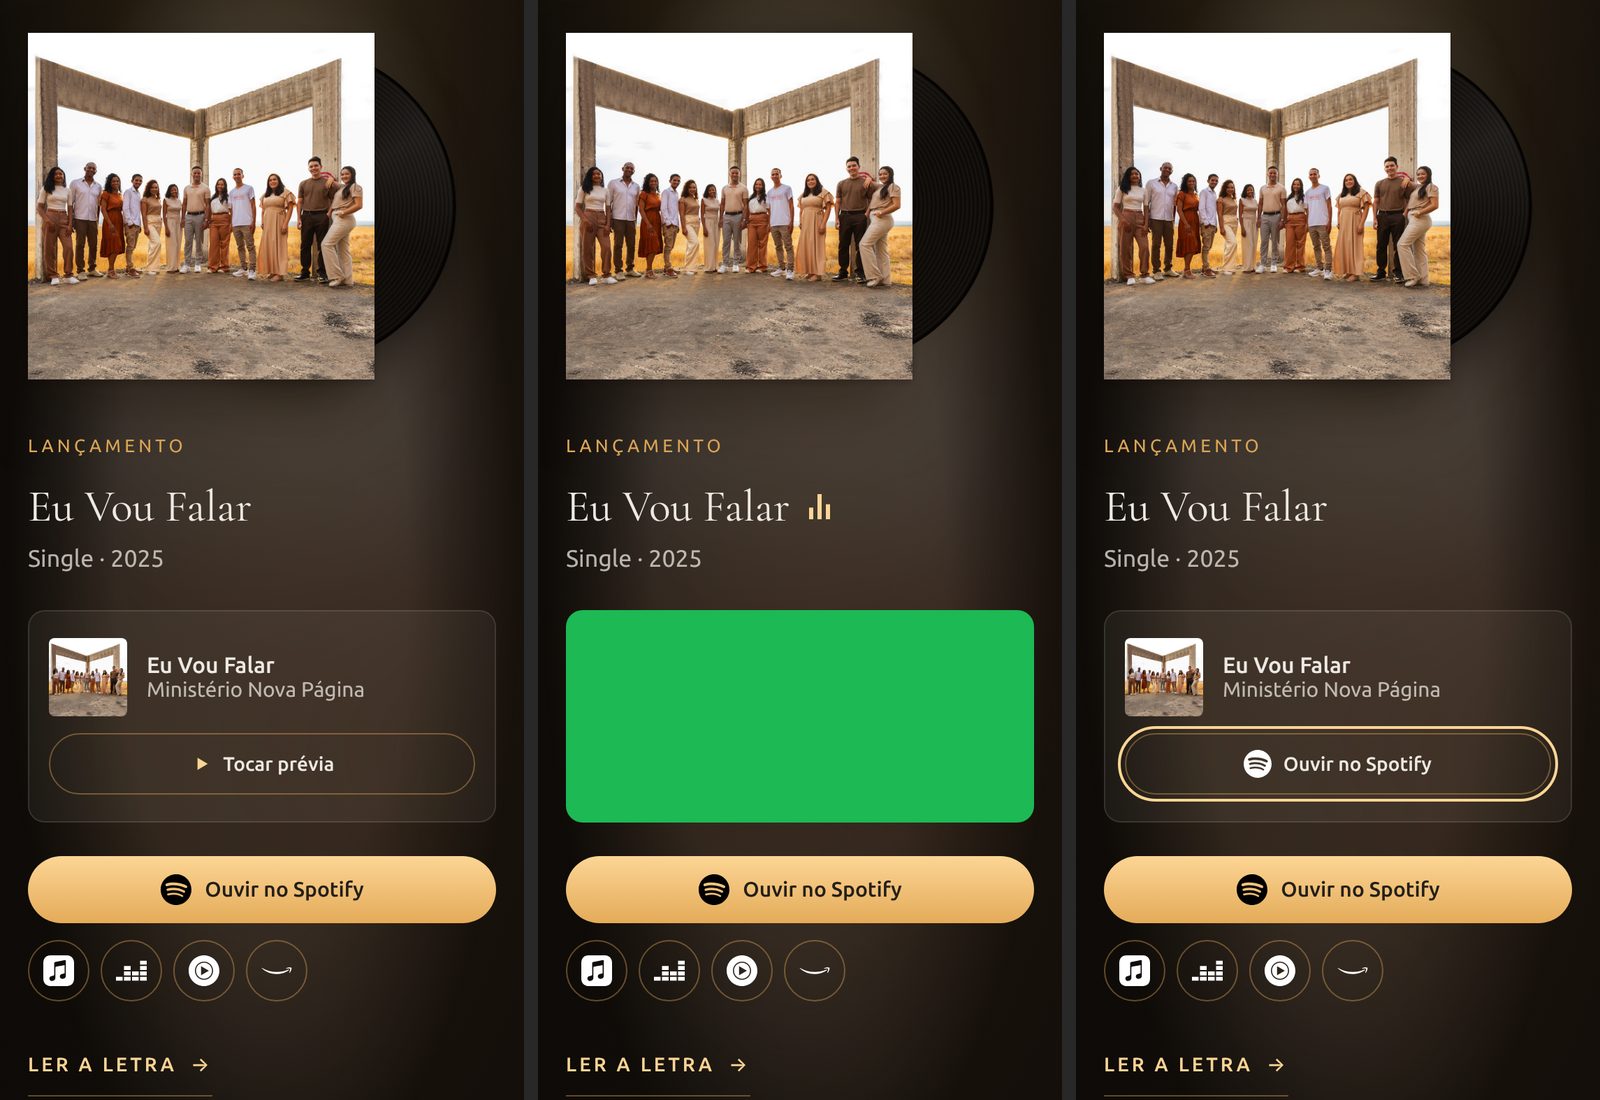 LANÇAMENTO
Eu Vou Falar
Single · 2025
Eu Vou Falar
Ministério Nova Página
Tocar prévia
Ouvir no Spotify
LER A LETRA →
LANÇAMENTO
Eu Vou Falar
Single · 2025
Ouvir no Spotify
LER A LETRA →
LANÇAMENTO
Eu Vou Falar
Single · 2025
Eu Vou Falar
Ministério Nova Página
Ouvir no Spotify
Ouvir no Spotify
LER A LETRA →